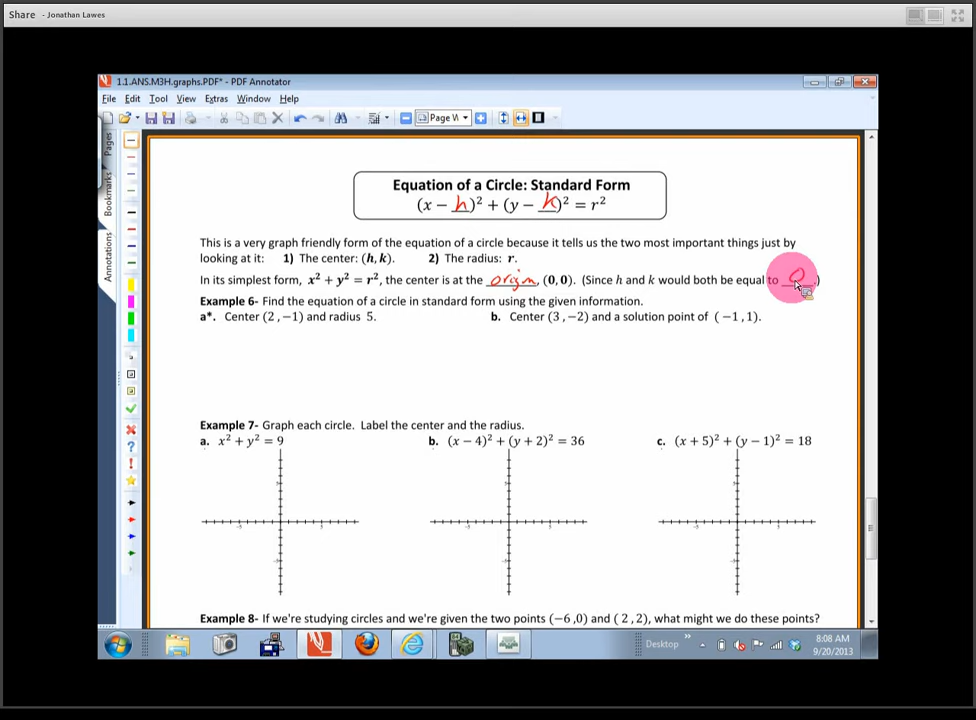 Share - Jonathan Lawes
1.1.ANS.M3H.graphs.PDF* - PDF Annotator
File Edit Tool View Extras Window Help
Page W
Pages
Bookmarks
Annotations
Equation of a Circle: Standard Form
(x − h)² + (y − k)² = r²
This is a very graph friendly form of the equation of a circle because it tells us the two most important things just by
looking at it: 1) The center: (h, k). 2) The radius: r.
In its simplest form, x² + y² = r², the center is at the origin, (0, 0). (Since h and k would both be equal to 0.)
Example 6- Find the equation of a circle in standard form using the given information.
a*. Center (2, −1) and radius 5. b. Center (3, −2) and a solution point of (−1, 1).
Example 7- Graph each circle. Label the center and the radius.
a. x² + y² = 9 b. (x − 4)² + (y + 2)² = 36 c. (x + 5)² + (y − 1)² = 18
Example 8- If we're studying circles and we're given the two points (−6, 0) and (2, 2), what might we do these points?
Desktop
8:08 AM
9/20/2013